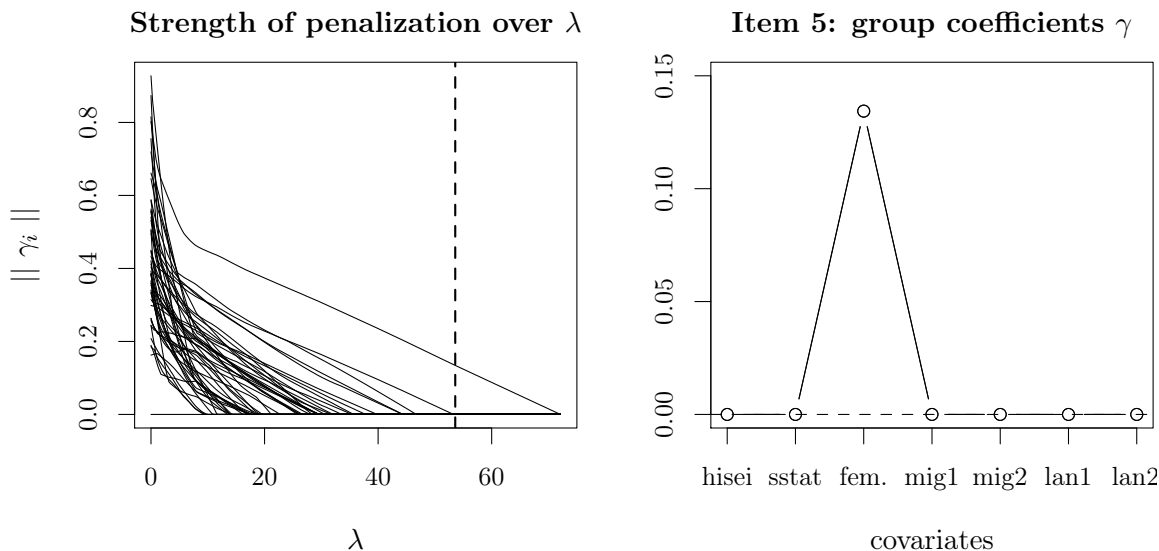 Strength of penalization over λ
|| γi ||
0.8
0.6
0.4
0.2
0.0
0 20 40 60
λ
Item 5: group coefficients γ
0.15
0.10
0.05
0.00
hisei sstat fem. mig1 mig2 lan1 lan2
covariates